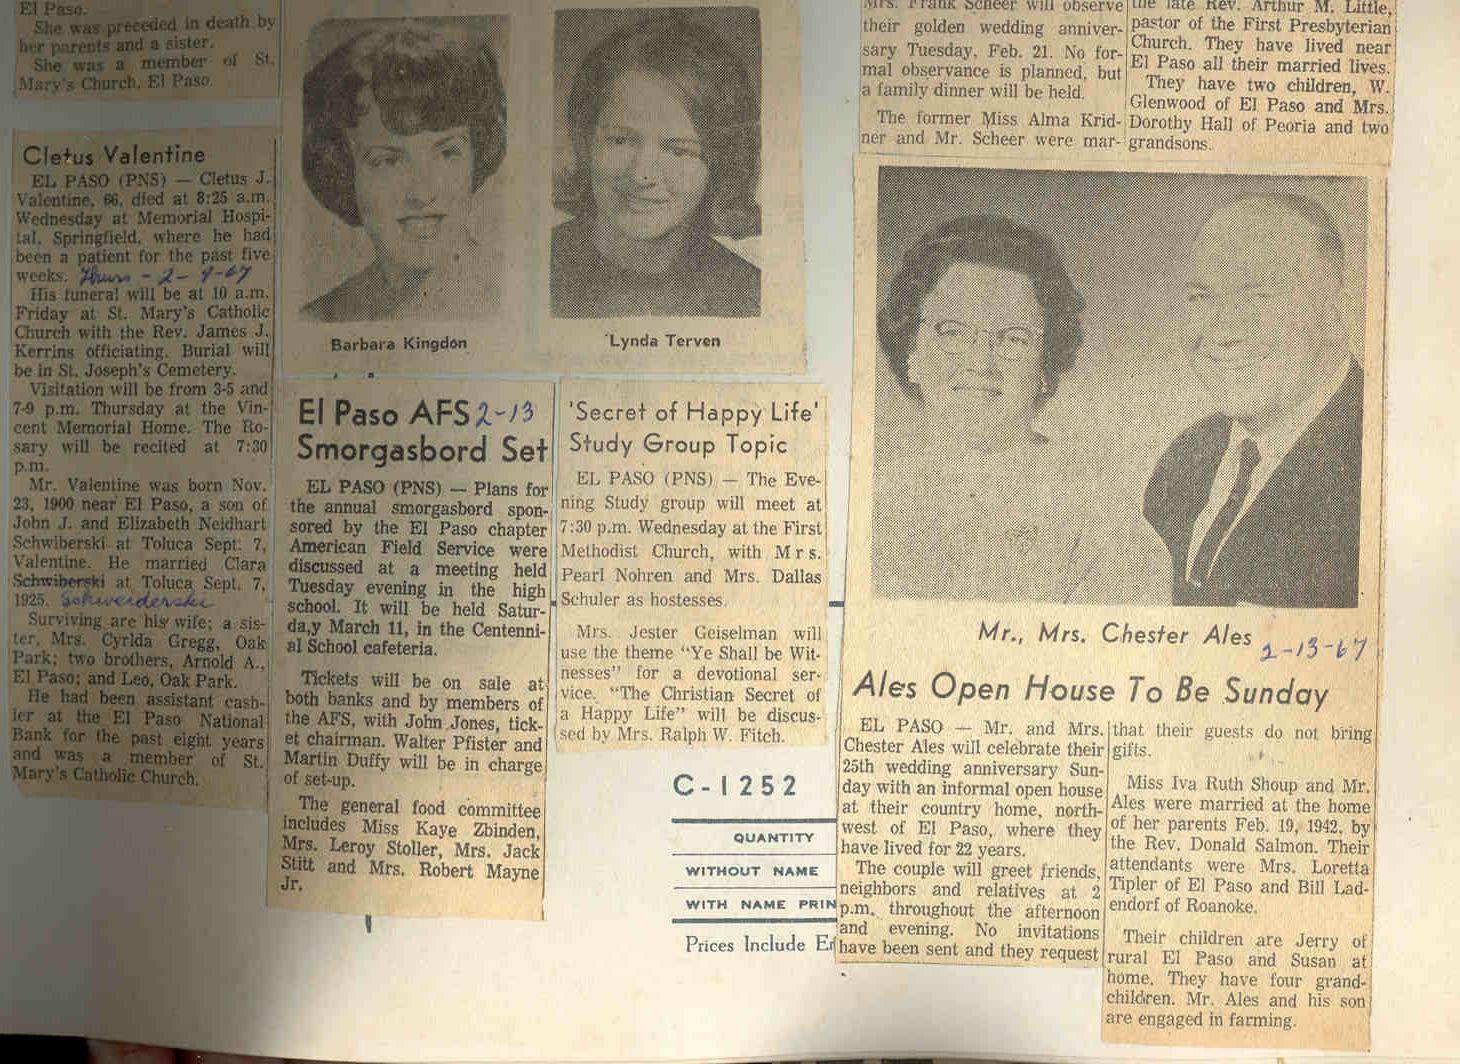 El Paso.
She was preceded in death by
her parents and a sister.
She was a member of St.
Mary's Church, El Paso.
Cletus Valentine
EL PASO (PNS) — Cletus J.
Valentine, 66, died at 8:25 a.m.
Wednesday at Memorial Hospi-
tal, Springfield, where he had
been a patient for the past five
weeks. Thurs - 2 - 9-67
His funeral will be at 10 a.m.
Friday at St. Mary's Catholic
Church with the Rev. James J.
Kerrins officiating. Burial will
be in St. Joseph's Cemetery.
Visitation will be from 3-5 and
7-9 p.m. Thursday at the Vin-
cent Memorial Home. The Ro-
sary will be recited at 7:30
p.m.
Mr. Valentine was born Nov.
23, 1900 near El Paso, a son of
John J. and Elizabeth Neidhart
Schwiberski at Toluca Sept. 7,
Valentine. He married Clara
Schwiberski at Toluca Sept. 7,
1925. Schweiderski
Surviving are his wife; a sis-
ter, Mrs. Cyrlda Gregg, Oak
Park; two brothers, Arnold A.,
El Paso; and Leo, Oak Park.
He had been assistant cash-
ier at the El Paso National
Bank for the past eight years
and was a member of St.
Mary's Catholic Church.
Barbara Kingdon
Lynda Terven
El Paso AFS 2-13
Smorgasbord Set
EL PASO (PNS) — Plans for
the annual smorgasbord spon-
sored by the El Paso chapter
American Field Service were
discussed at a meeting held
Tuesday evening in the high
school. It will be held Satur-
da,y March 11, in the Centenni-
al School cafeteria.
Tickets will be on sale at
both banks and by members of
the AFS, with John Jones, tick-
et chairman. Walter Pfister and
Martin Duffy will be in charge
of set-up.
The general food committee
includes Miss Kaye Zbinden,
Mrs. Leroy Stoller, Mrs. Jack
Stitt and Mrs. Robert Mayne
Jr.
'Secret of Happy Life'
Study Group Topic
EL PASO (PNS) — The Eve-
ning Study group will meet at
7:30 p.m. Wednesday at the First
Methodist Church, with Mrs.
Pearl Nohren and Mrs. Dallas
Schuler as hostesses.
Mrs. Jester Geiselman will
use the theme "Ye Shall be Wit-
nesses" for a devotional ser-
vice. "The Christian Secret of
a Happy Life" will be discus-
sed by Mrs. Ralph W. Fitch.
C-1252
QUANTITY
WITHOUT NAME
WITH NAME PRIN
Prices Include
Mrs. Frank Scheer will observe
their golden wedding anniver-
sary Tuesday, Feb. 21. No for-
mal observance is planned, but
a family dinner will be held.
The former Miss Alma Krid-
ner and Mr. Scheer were mar-
the late Rev. Arthur M. Little,
pastor of the First Presbyterian
Church. They have lived near
El Paso all their married lives.
They have two children, W.
Glenwood of El Paso and Mrs.
Dorothy Hall of Peoria and two
grandsons.
Mr., Mrs. Chester Ales
2-13-67
Ales Open House To Be Sunday
EL PASO — Mr. and Mrs.
Chester Ales will celebrate their
25th wedding anniversary Sun-
day with an informal open house
at their country home, north-
west of El Paso, where they
have lived for 22 years.
The couple will greet friends,
neighbors and relatives at 2
p.m. throughout the afternoon
and evening. No invitations
have been sent and they request
that their guests do not bring
gifts.
Miss Iva Ruth Shoup and Mr.
Ales were married at the home
of her parents Feb. 19, 1942, by
the Rev. Donald Salmon. Their
attendants were Mrs. Loretta
Tipler of El Paso and Bill Lad-
endorf of Roanoke.
Their children are Jerry of
rural El Paso and Susan at
home. They have four grand-
children. Mr. Ales and his son
are engaged in farming.